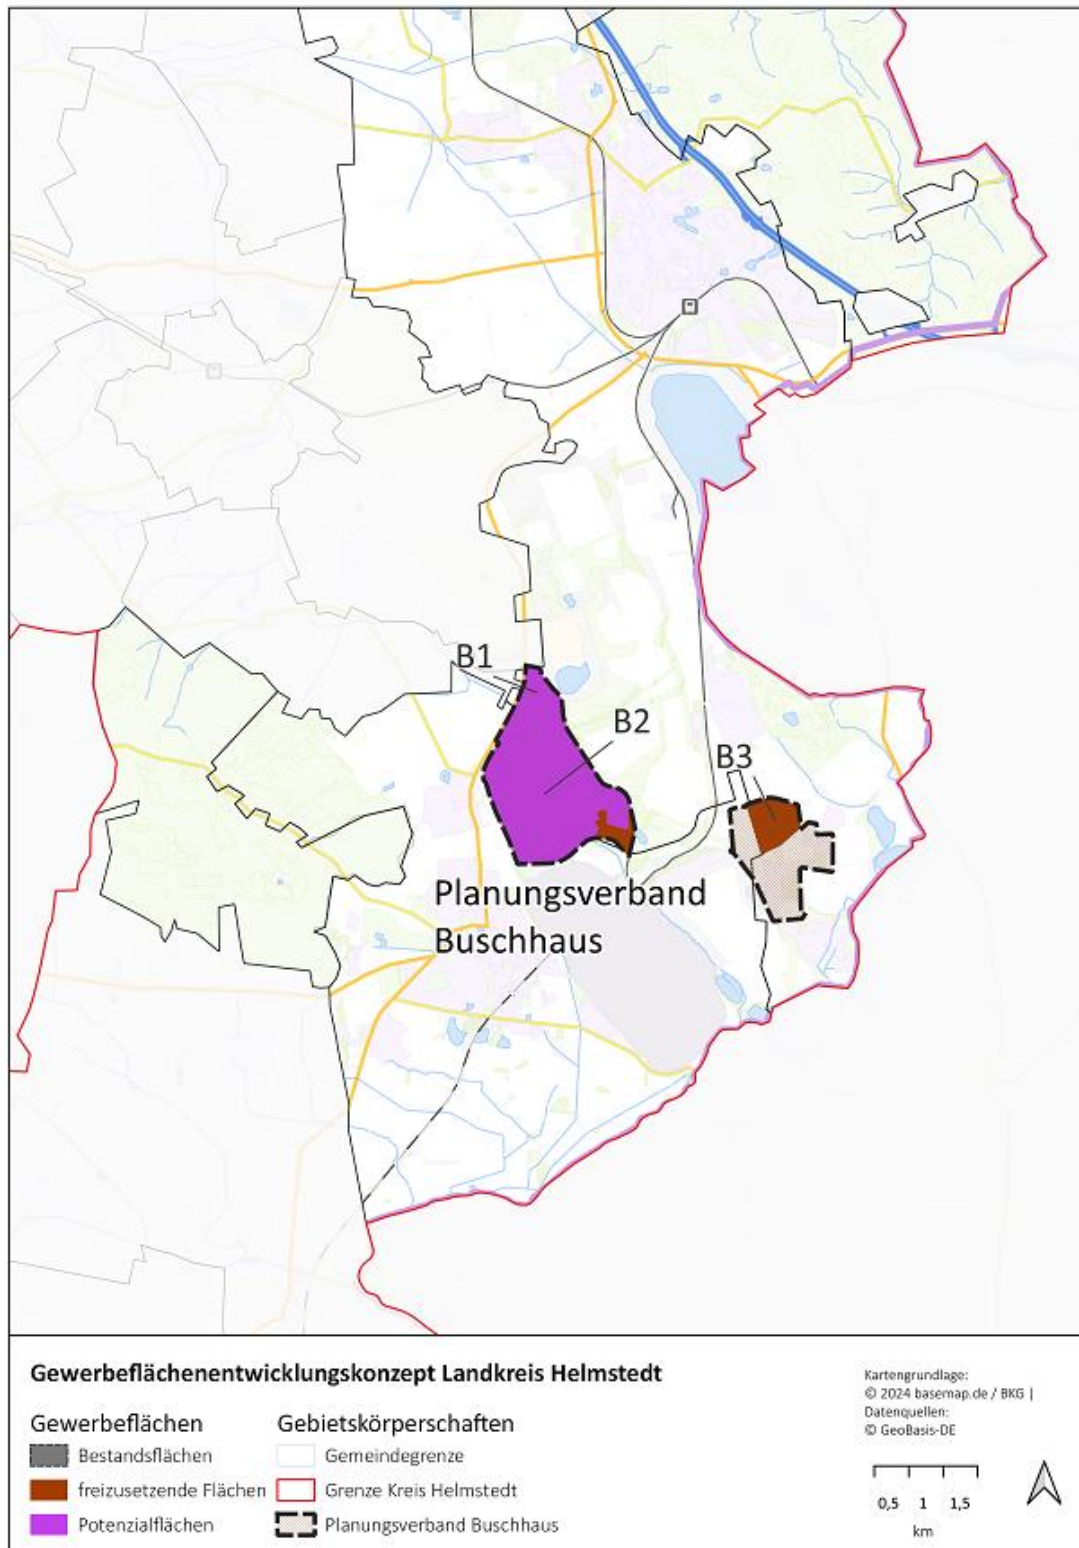 B1
B2
B3
Planungsverband
Buschhaus
Gewerbeflächenentwicklungskonzept Landkreis Helmstedt
Gewerbeflächen
Bestandsflächen
freizusetzende Flächen
Potenzialflächen
Gebietskörperschaften
Gemeindegrenze
Grenze Kreis Helmstedt
Planungsverband Buschhaus
Kartengrundlage:
© 2024 basemap.de / BKG |
Datenquellen:
© GeoBasis-DE
0,5 1 1,5
km